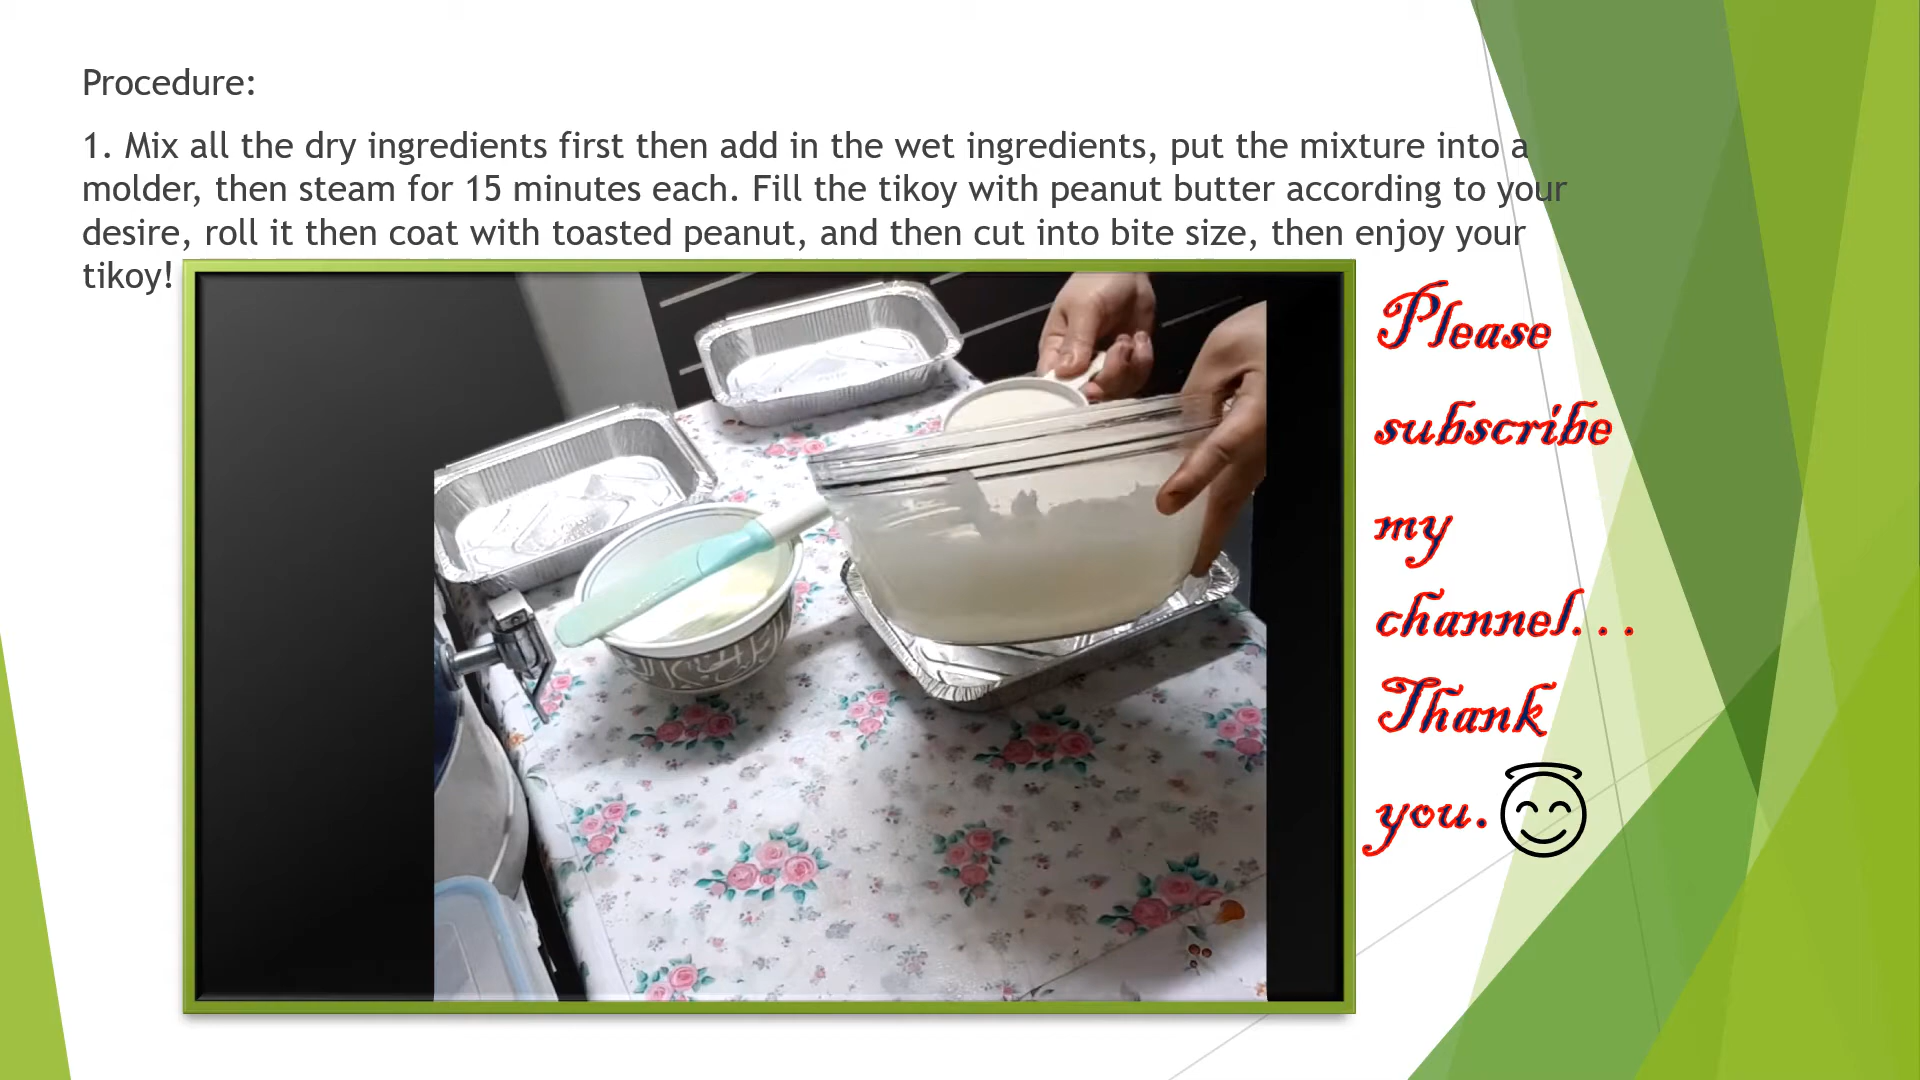 Procedure:
1. Mix all the dry ingredients first then add in the wet ingredients, put the mixture into a
molder, then steam for 15 minutes each. Fill the tikoy with peanut butter according to your
desire, roll it then coat with toasted peanut, and then cut into bite size, then enjoy your
tikoy!
Please
subscribe
my
channel...
Thank
you.